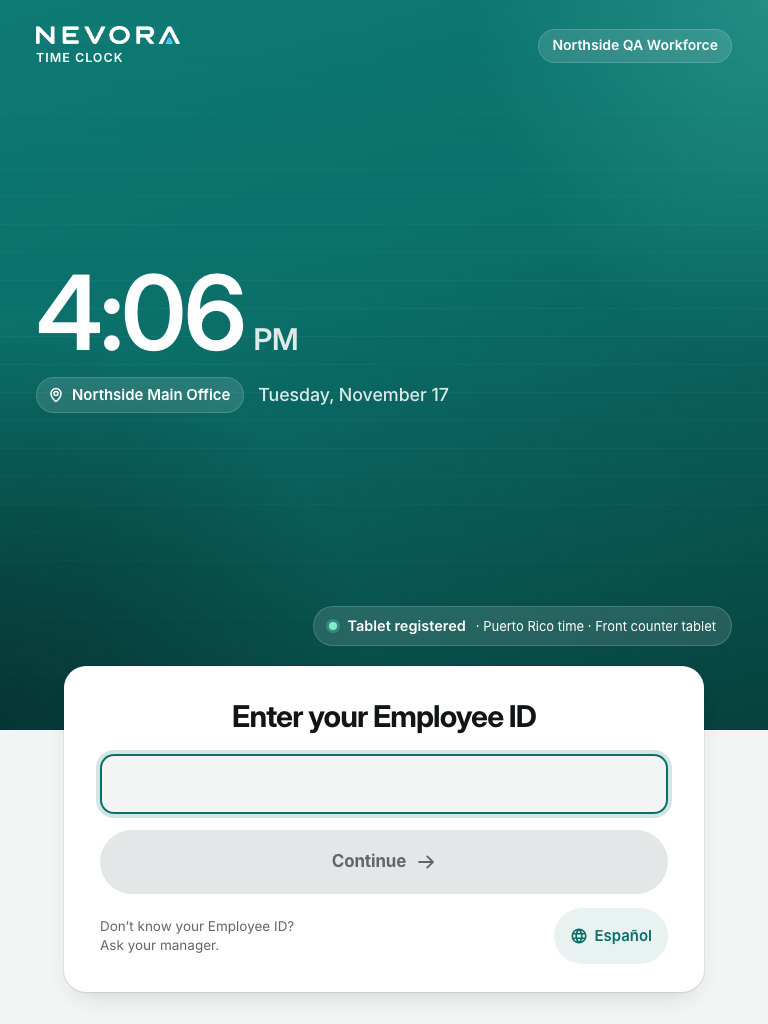 NEVORA
TIME CLOCK
Northside QA Workforce
4:06 PM
Northside Main Office
Tuesday, November 17
Tablet registered · Puerto Rico time · Front counter tablet
Enter your Employee ID
Continue →
Don’t know your Employee ID?
Ask your manager.
Español